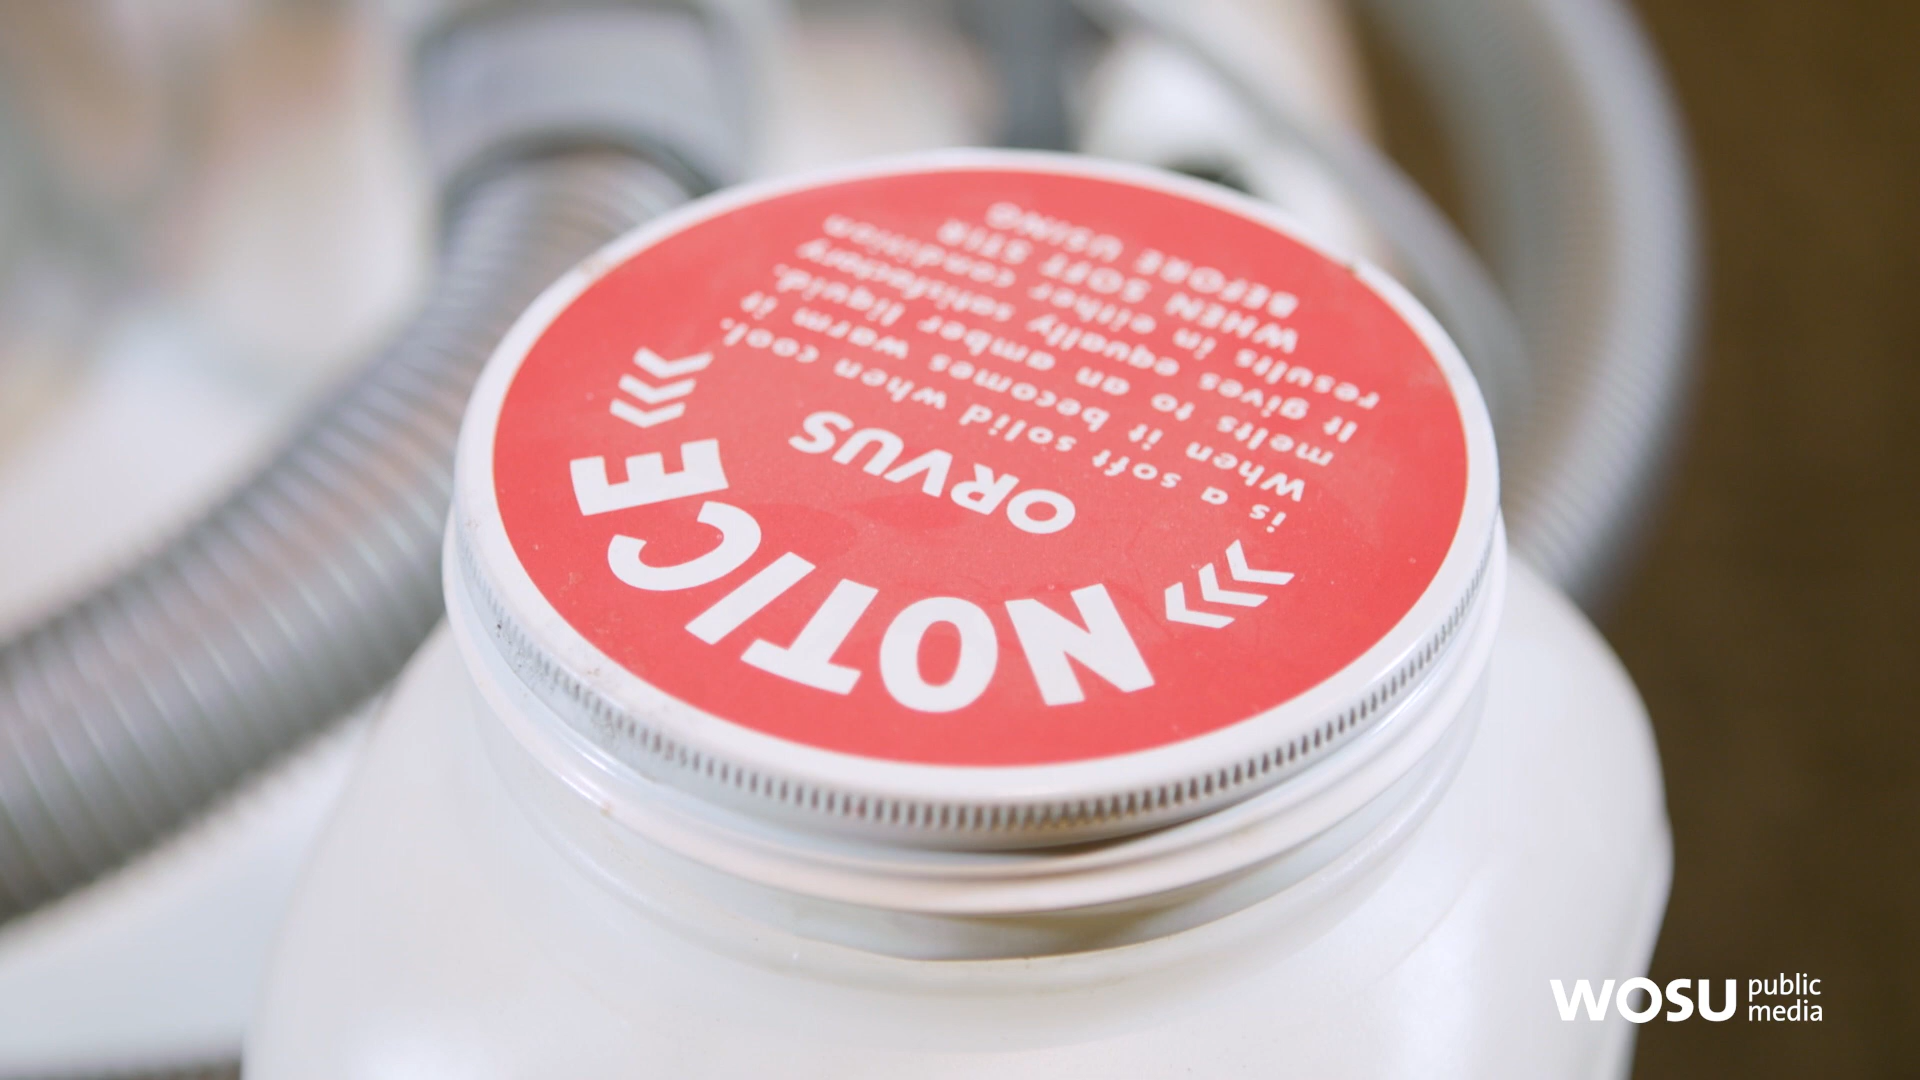 NOTICE
ORVUS
is a soft solid when cool.
When it becomes warm it
melts to an amber liquid.
It gives equally satisfactory
results in either condition
WHEN SOFT STIR
BEFORE USING
WOSU public media